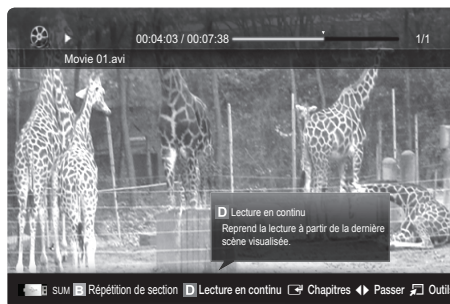 00:04:03 / 00:07:38 1/1
Movie 01.avi
D Lecture en continu
Reprend la lecture à partir de la dernière
scène visualisée.
SUM B Répétition de section D Lecture en continu Chapitres Passer Outils